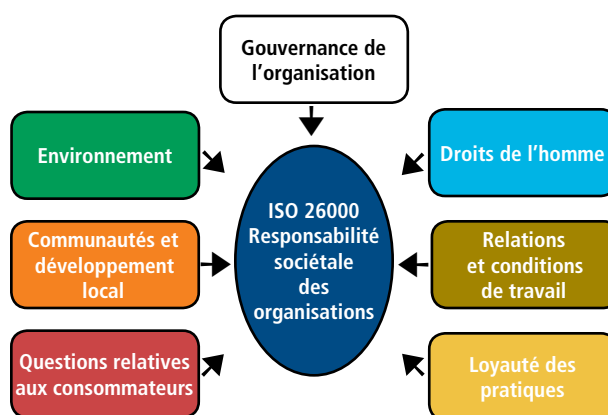 Gouvernance de
l'organisation
Environnement
Droits de l'homme
ISO 26000
Responsabilité
sociétale
des
organisations
Communautés et
développement
local
Relations
et conditions
de travail
Questions relatives
aux consommateurs
Loyauté des
pratiques